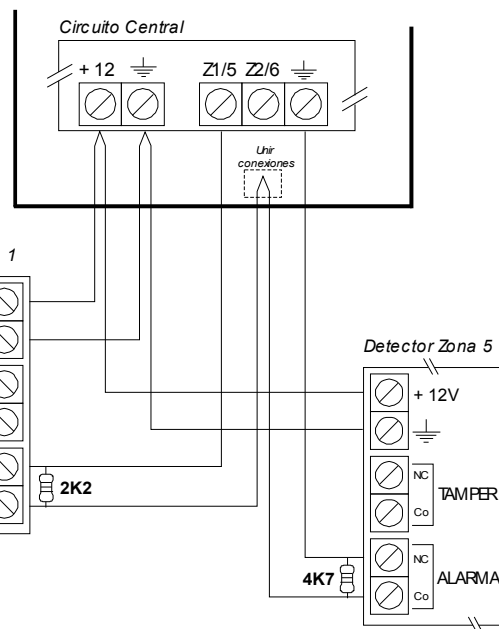 Circuito Central
+ 12
Z1/5 Z2/6
Unir
conexiones
1
Detector Zona 5
+ 12V
NC
TAMPER
Co
2K2
NC
4K7
ALARMA
Co